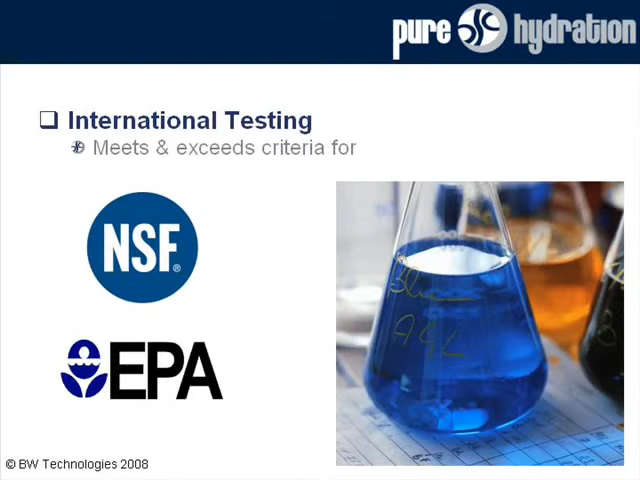 pure hydration
International Testing
Meets & exceeds criteria for
NSF®
EPA
© BW Technologies 2008